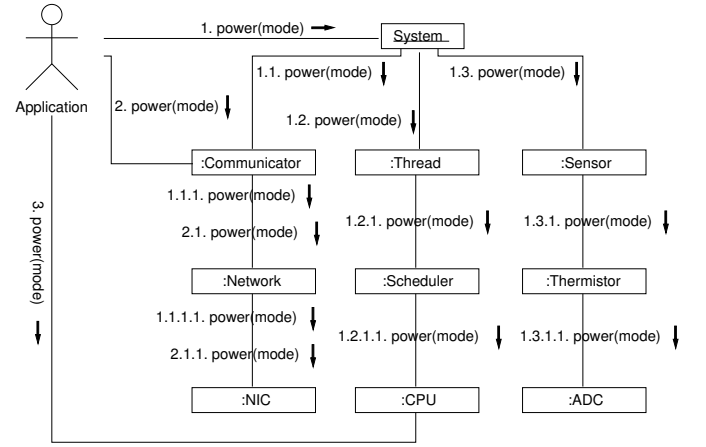 1. power(mode)
System
1.1. power(mode)
1.3. power(mode)
Application
2. power(mode)
1.2. power(mode)
:Communicator
:Thread
:Sensor
1.1.1. power(mode)
1.2.1. power(mode)
1.3.1. power(mode)
2.1. power(mode)
3. power(mode)
:Network
:Scheduler
:Thermistor
1.1.1.1. power(mode)
1.2.1.1. power(mode)
1.3.1.1. power(mode)
2.1.1. power(mode)
:NIC
:CPU
:ADC